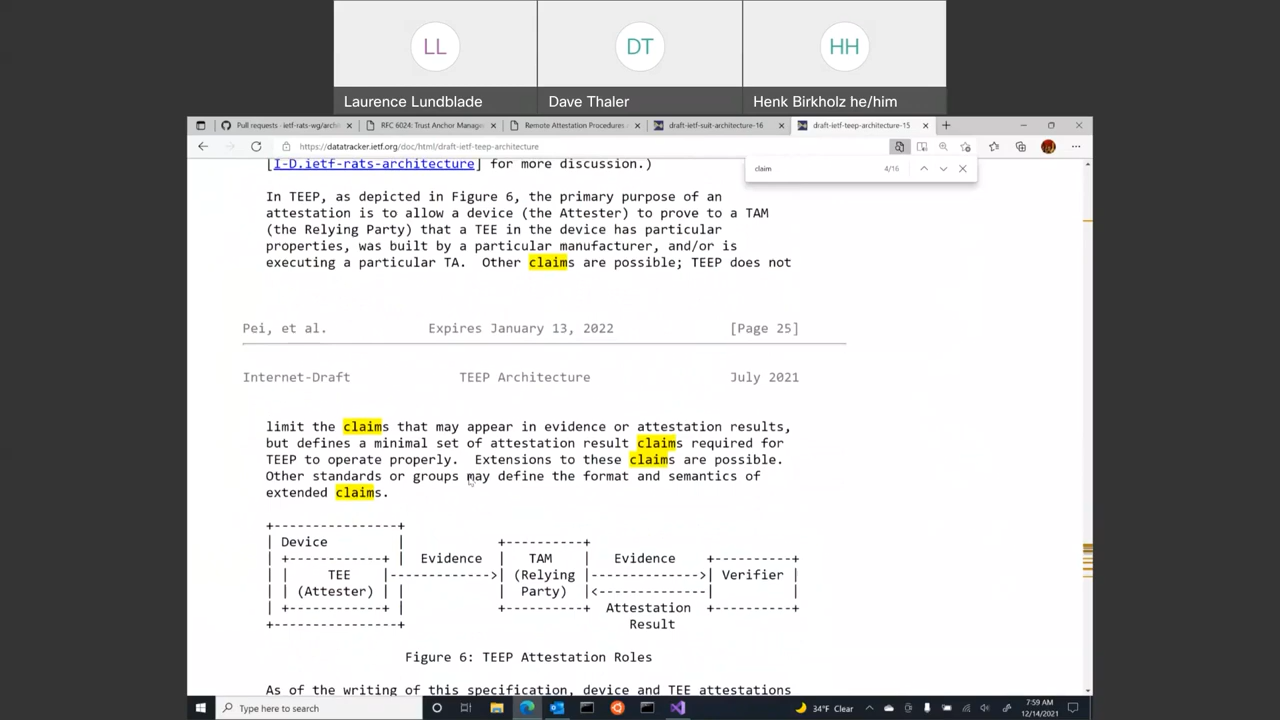 LL
DT
HH
Laurence Lundblade
Dave Thaler
Henk Birkholz he/him
Pull requests · ietf-rats-wg/archi
RFC 6024: Trust Anchor Manage
Remote Attestation Procedures A
draft-ietf-suit-architecture-16
draft-ietf-teep-architecture-15
https://datatracker.ietf.org/doc/html/draft-ietf-teep-architecture
claim
4/16
[I-D.ietf-rats-architecture] for more discussion.)
In TEEP, as depicted in Figure 6, the primary purpose of an
attestation is to allow a device (the Attester) to prove to a TAM
(the Relying Party) that a TEE in the device has particular
properties, was built by a particular manufacturer, and/or is
executing a particular TA.  Other claims are possible; TEEP does not
Pei, et al. Expires January 13, 2022 [Page 25]
Internet-Draft TEEP Architecture July 2021
limit the claims that may appear in evidence or attestation results,
but defines a minimal set of attestation result claims required for
TEEP to operate properly.  Extensions to these claims are possible.
Other standards or groups may define the format and semantics of
extended claims.
+---------------+
| Device        |            +----------+
| +------------+ |  Evidence  |   TAM    |   Evidence    +----------+
| |     TEE    | |------------>| (Relying |-------------->| Verifier |
| | (Attester) | |            |  Party)  |<--------------|          |
| +------------+ |            +----------+  Attestation  +----------+
+---------------+                              Result
Figure 6: TEEP Attestation Roles
As of the writing of this specification, device and TEE attestations
Type here to search
34°F Clear
7:59 AM
12/14/2021